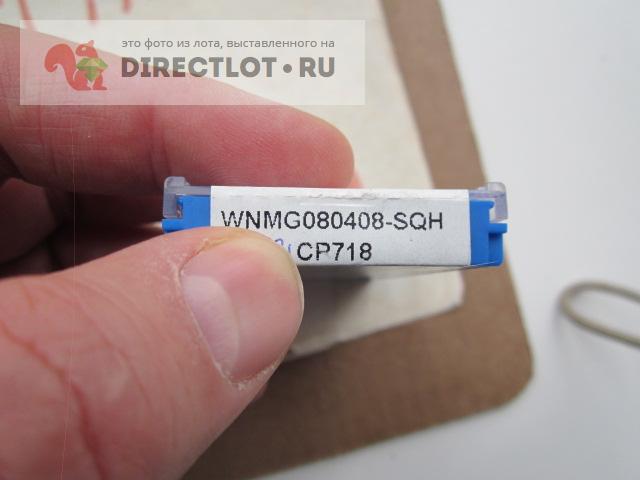 это фото из лота, выставленного на
DIRECTLOT•RU
WNMG080408-SQH
CP718